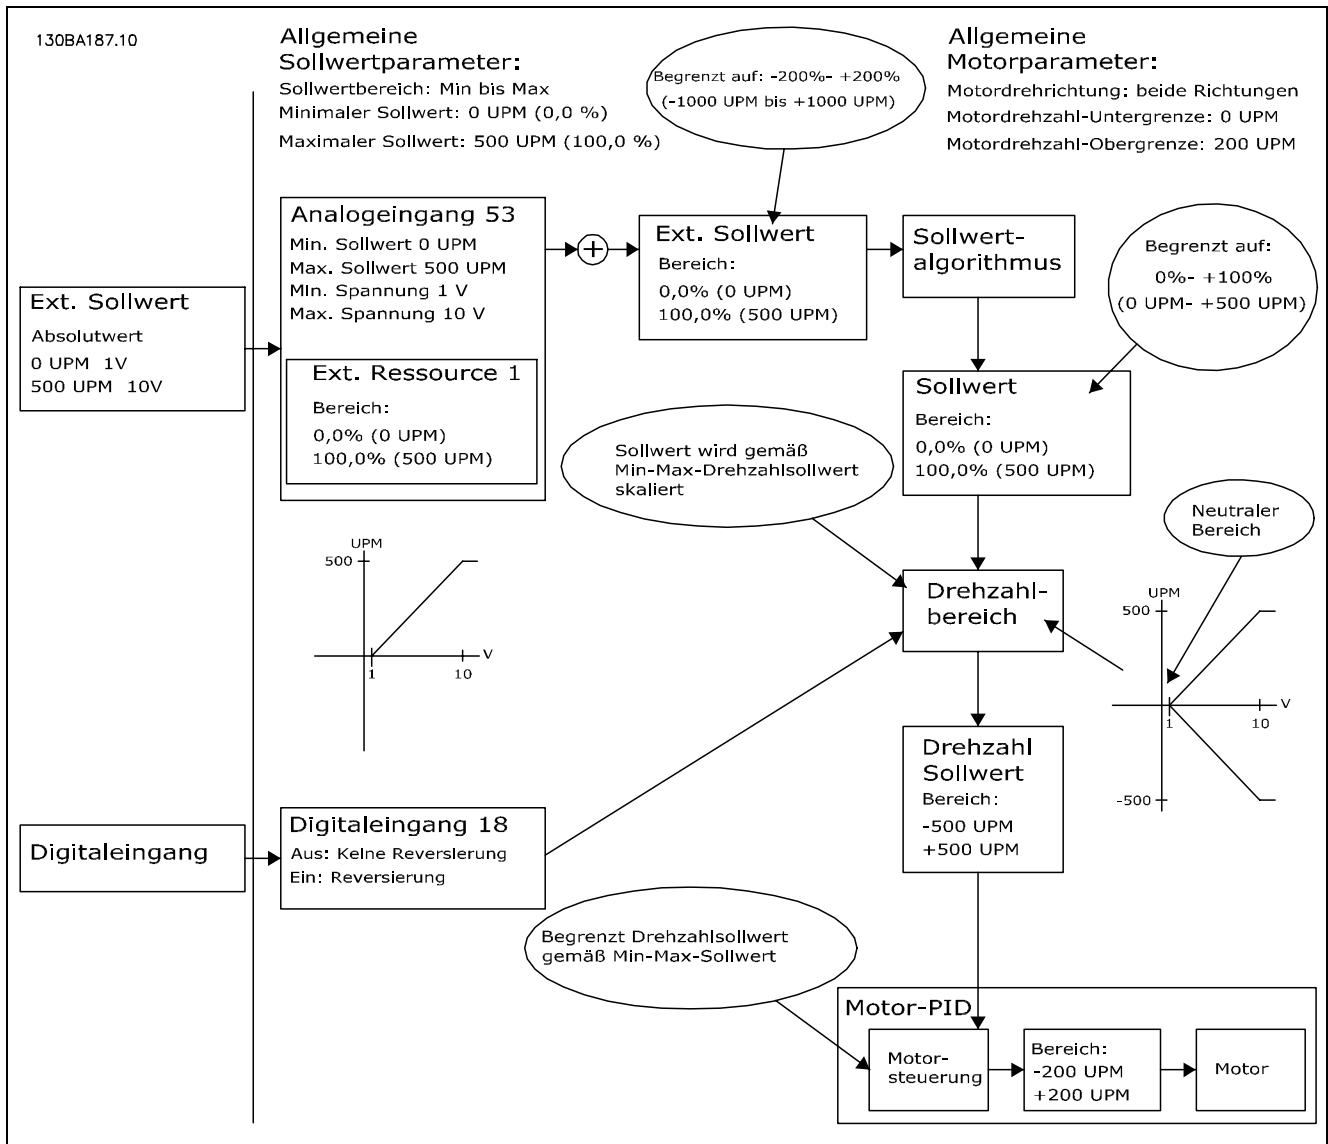 130BA187.10
Allgemeine
Sollwertparameter:
Sollwertbereich: Min bis Max
Minimaler Sollwert: 0 UPM (0,0 %)
Maximaler Sollwert: 500 UPM (100,0 %)
Begrenzt auf: -200%- +200%
(-1000 UPM bis +1000 UPM)
Allgemeine
Motorparameter:
Motordrehrichtung: beide Richtungen
Motordrehzahl-Untergrenze: 0 UPM
Motordrehzahl-Obergrenze: 200 UPM
Ext. Sollwert
Absolutwert
0 UPM 1V
500 UPM 10V
Analogeingang 53
Min. Sollwert 0 UPM
Max. Sollwert 500 UPM
Min. Spannung 1 V
Max. Spannung 10 V
Ext. Ressource 1
Bereich:
0,0% (0 UPM)
100,0% (500 UPM)
+
Ext. Sollwert
Bereich:
0,0% (0 UPM)
100,0% (500 UPM)
Sollwert-
algorithmus
Begrenzt auf:
0%- +100%
(0 UPM- +500 UPM)
Sollwert
Bereich:
0,0% (0 UPM)
100,0% (500 UPM)
Sollwert wird gemäß
Min-Max-Drehzahlsollwert
skaliert
Neutraler
Bereich
UPM
500
V
1
10
Drehzahl-
bereich
UPM
500
V
1
10
-500
Drehzahl
Sollwert
Bereich:
-500 UPM
+500 UPM
Digitaleingang
Digitaleingang 18
Aus: Keine Reversierung
Ein: Reversierung
Begrenzt Drehzahlsollwert
gemäß Min-Max-Sollwert
Motor-PID
Motor-
steuerung
Bereich:
-200 UPM
+200 UPM
Motor